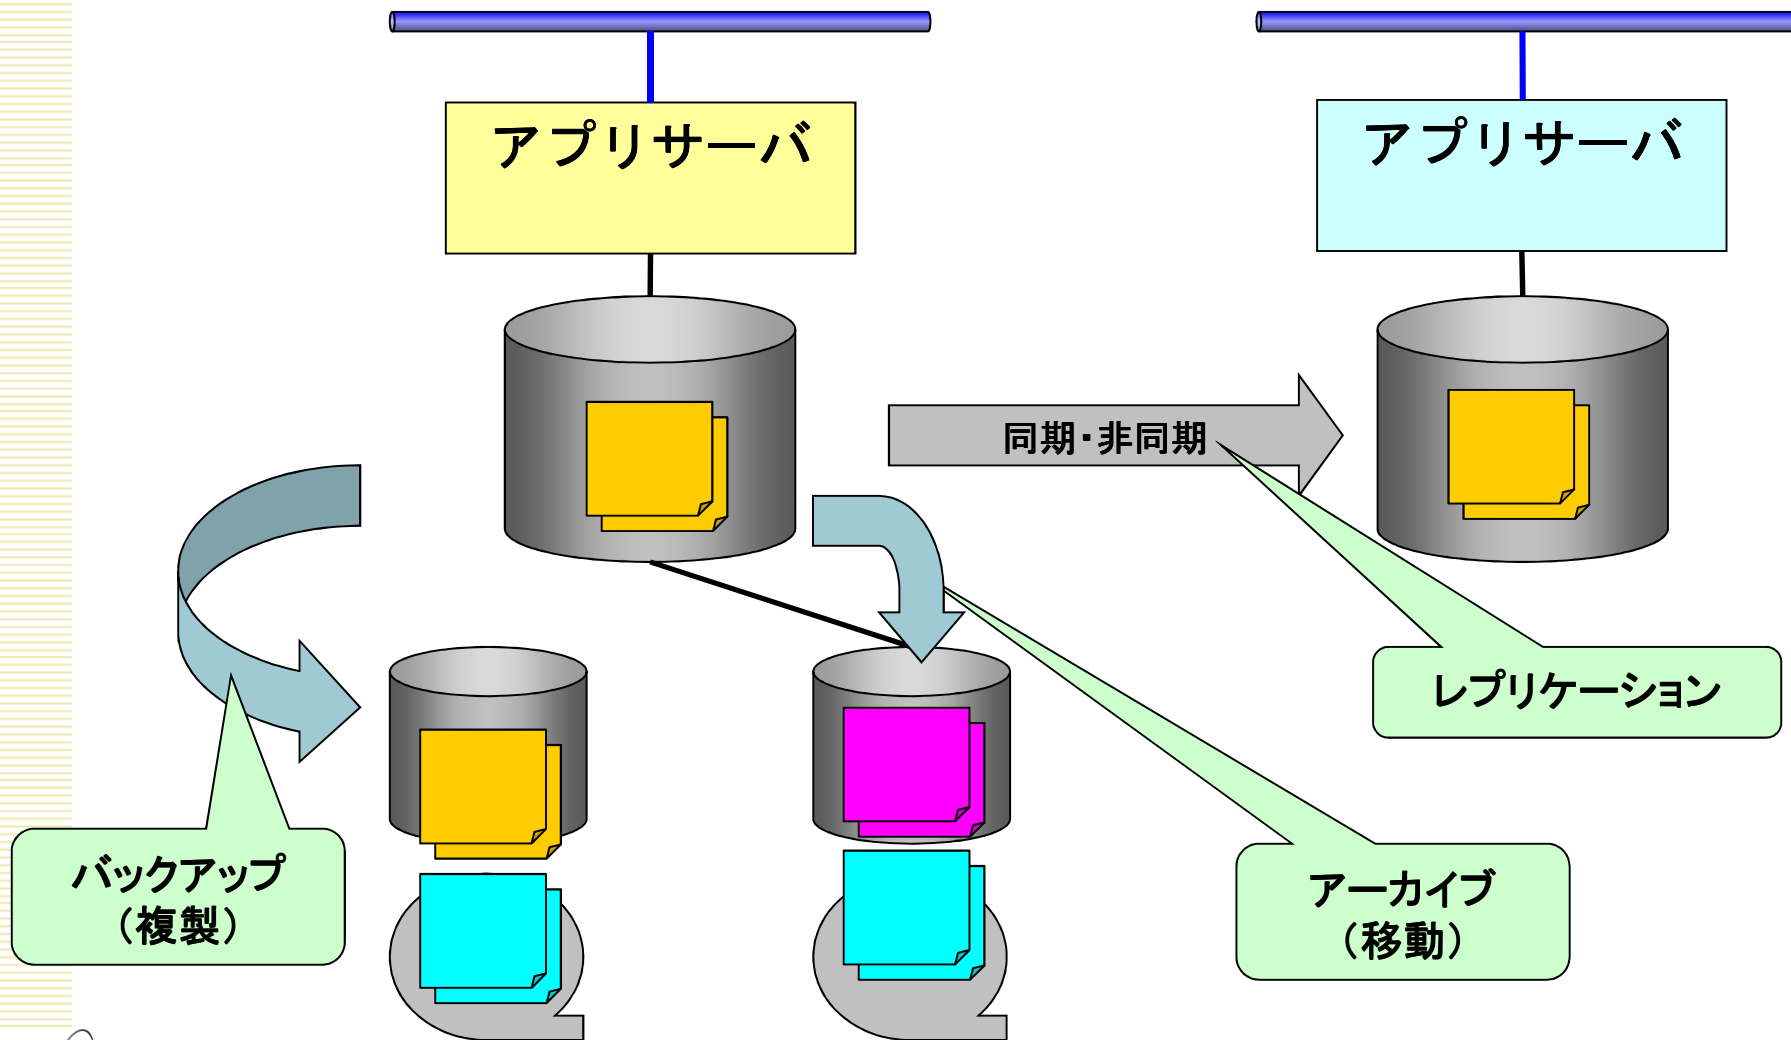 アプリサーバ
アプリサーバ
同期・非同期
レプリケーション
バックアップ
（複製）
アーカイブ
（移動）